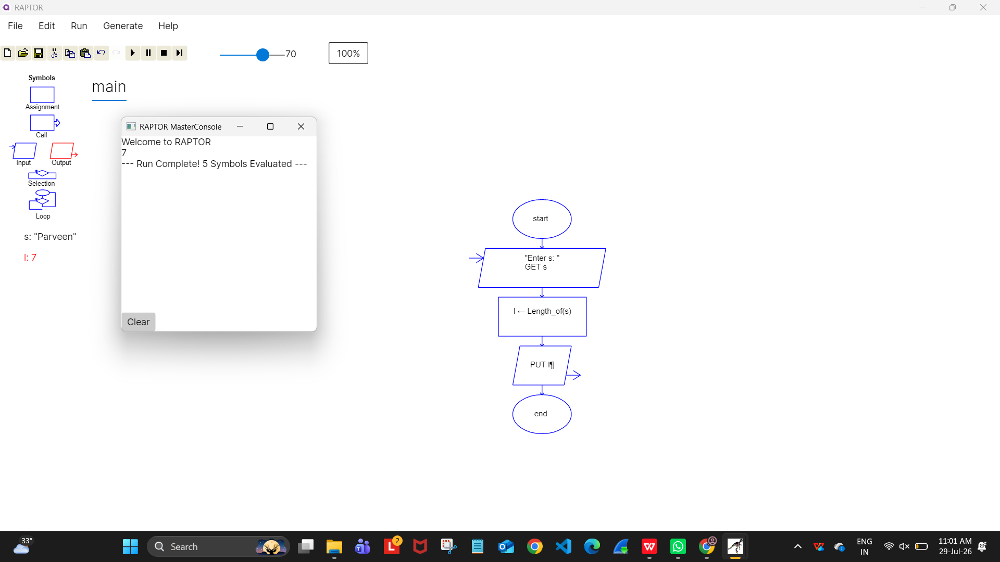 RAPTOR
File Edit Run Generate Help
70
100%
Symbols
Assignment
Call
Input Output
Selection
Loop
s: "Parveen"
l: 7
main
RAPTOR MasterConsole
Welcome to RAPTOR
7
--- Run Complete! 5 Symbols Evaluated ---
Clear
start
"Enter s: "
GET s
l ← Length_of(s)
PUT l¶
end
33°
Search
2
ENG
IN
11:01 AM
29-Jul-26